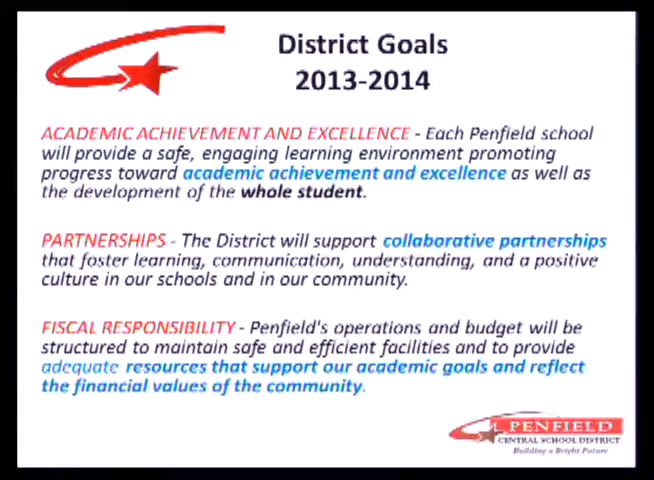 District Goals
2013-2014
ACADEMIC ACHIEVEMENT AND EXCELLENCE - Each Penfield school
will provide a safe, engaging learning environment promoting
progress toward academic achievement and excellence as well as
the development of the whole student.
PARTNERSHIPS - The District will support collaborative partnerships
that foster learning, communication, understanding, and a positive
culture in our schools and in our community.
FISCAL RESPONSIBILITY - Penfield's operations and budget will be
structured to maintain safe and efficient facilities and to provide
adequate resources that support our academic goals and reflect
the financial values of the community.
PENFIELD
CENTRAL SCHOOL DISTRICT
Building a Bright Future